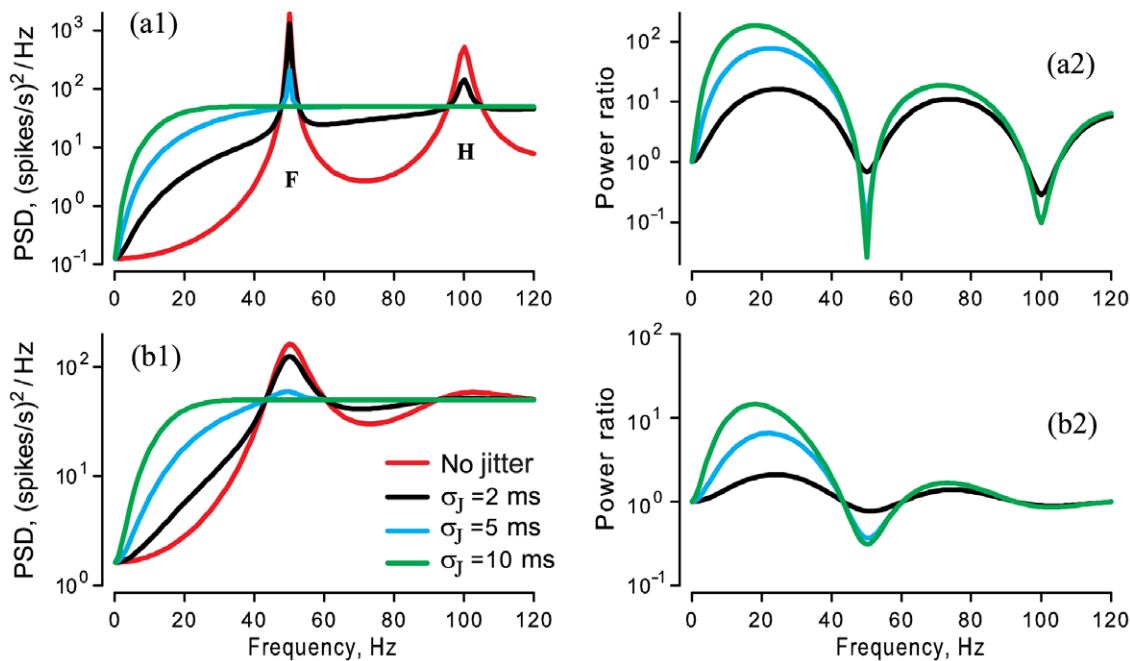 (a1)
PSD, (spikes/s)² / Hz
10³
10²
10¹
10⁰
10⁻¹
F
H
0 20 40 60 80 100 120
(a2)
Power ratio
10²
10¹
10⁰
10⁻¹
0 20 40 60 80 100 120
(b1)
PSD, (spikes/s)² / Hz
10²
10¹
10⁰
No jitter
σJ =2 ms
σJ =5 ms
σJ =10 ms
0 20 40 60 80 100 120
Frequency, Hz
(b2)
Power ratio
10²
10¹
10⁰
10⁻¹
0 20 40 60 80 100 120
Frequency, Hz